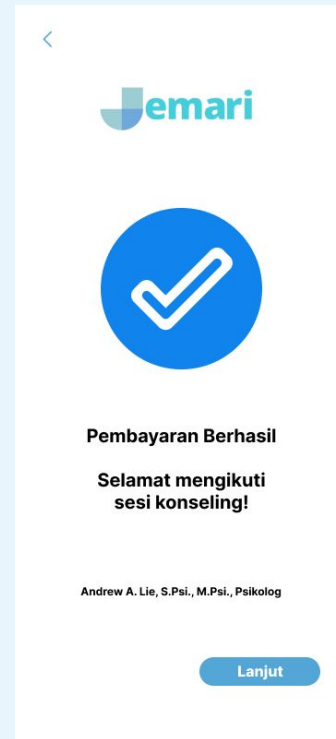 Jemari
Pembayaran Berhasil
Selamat mengikuti
sesi konseling!
Andrew A. Lie, S.Psi., M.Psi., Psikolog
Lanjut